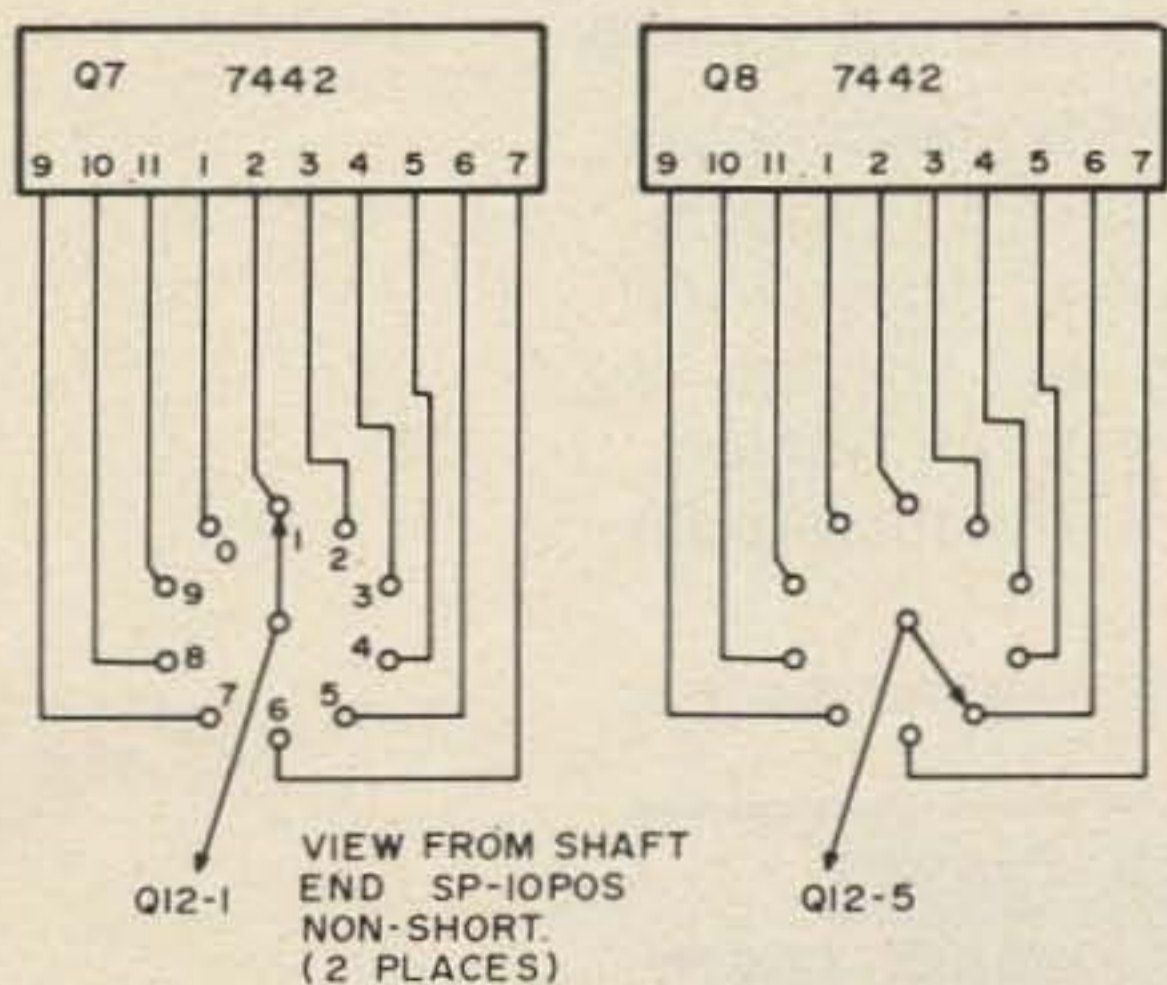 Q7 7442
9 10 11 1 2 3 4 5 6 7
Q8 7442
9 10 11 1 2 3 4 5 6 7
0 1 2
9 3
8 4
7 6 5
Q12-1
VIEW FROM SHAFT
END SP-10POS
NON-SHORT.
(2 PLACES)
Q12-5